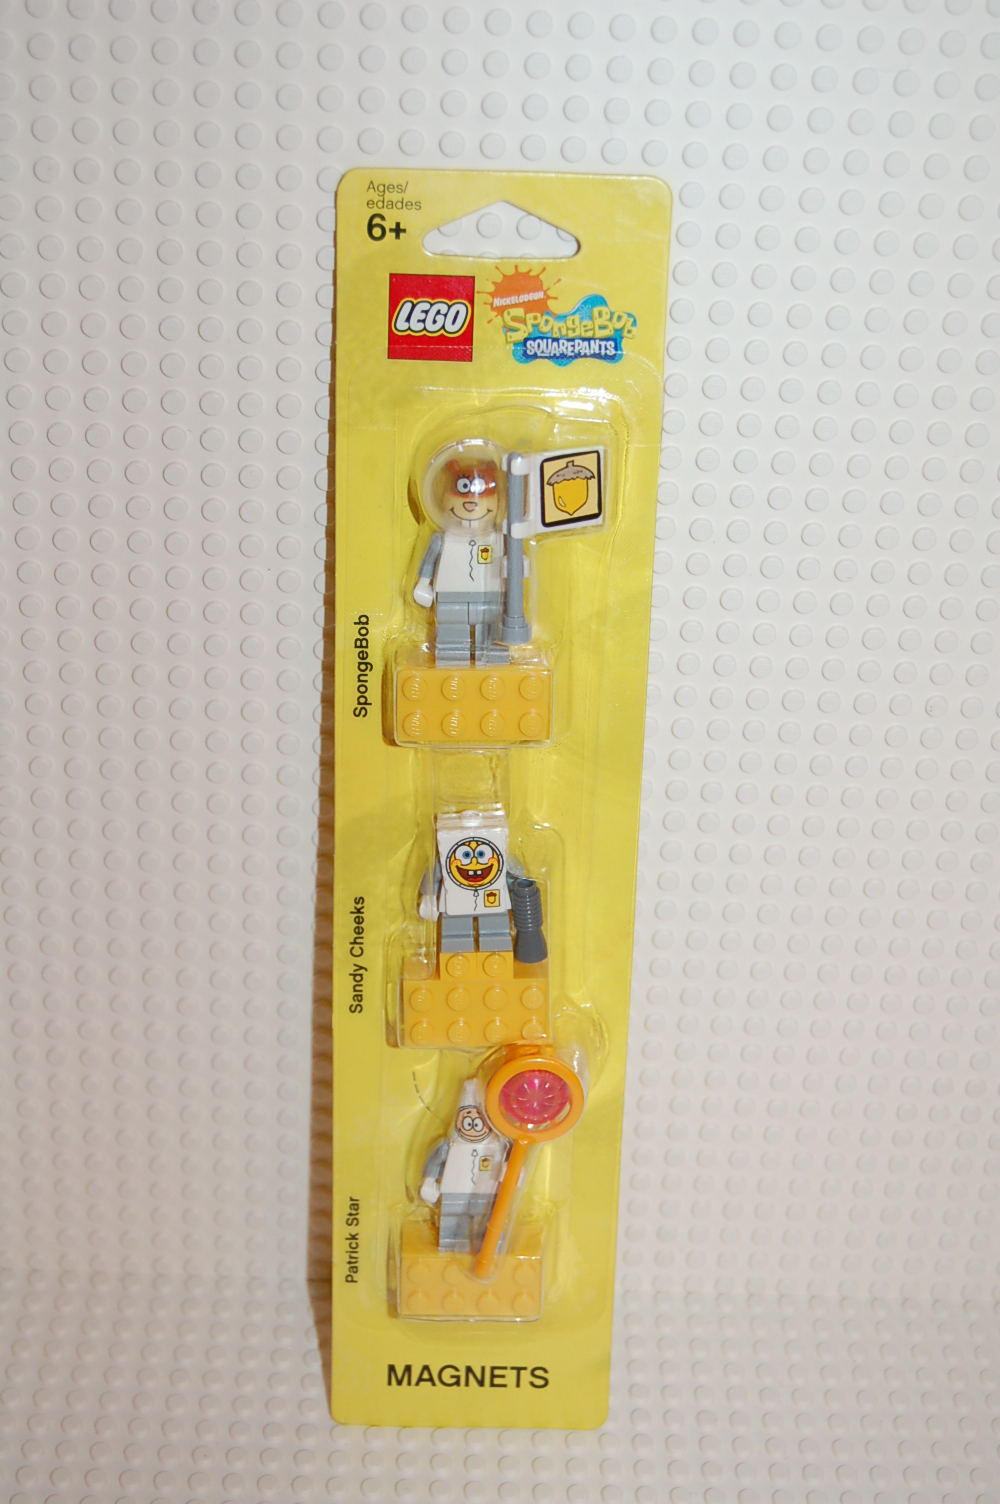 Ages/
edades
6+
LEGO
NICKELODEON
SpongeBob
SQUAREPANTS
SpongeBob
Sandy Cheeks
Patrick Star
MAGNETS